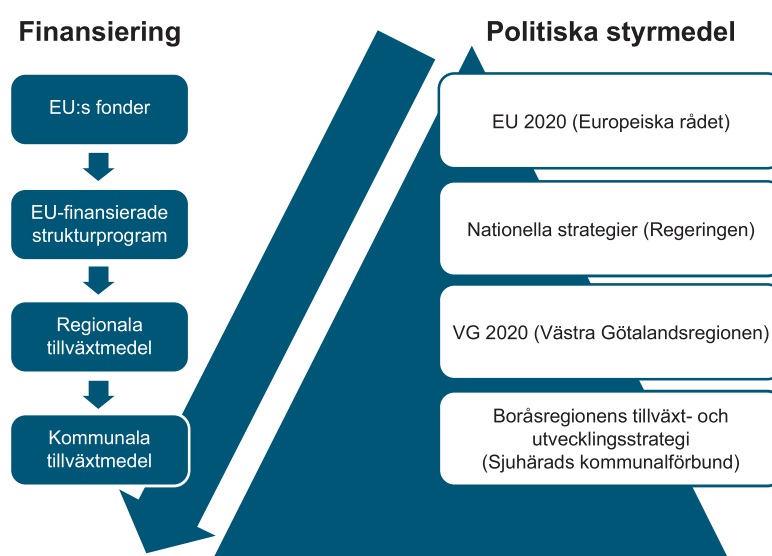 Finansiering
EU:s fonder
EU-finansierade
strukturprogram
Regionala
tillväxtmedel
Kommunala
tillväxtmedel
Politiska styrmedel
EU 2020 (Europeiska rådet)
Nationella strategier (Regeringen)
VG 2020 (Västra Götalandsregionen)
Boråsregionens tillväxt- och
utvecklingsstrategi
(Sjuhärads kommunalförbund)